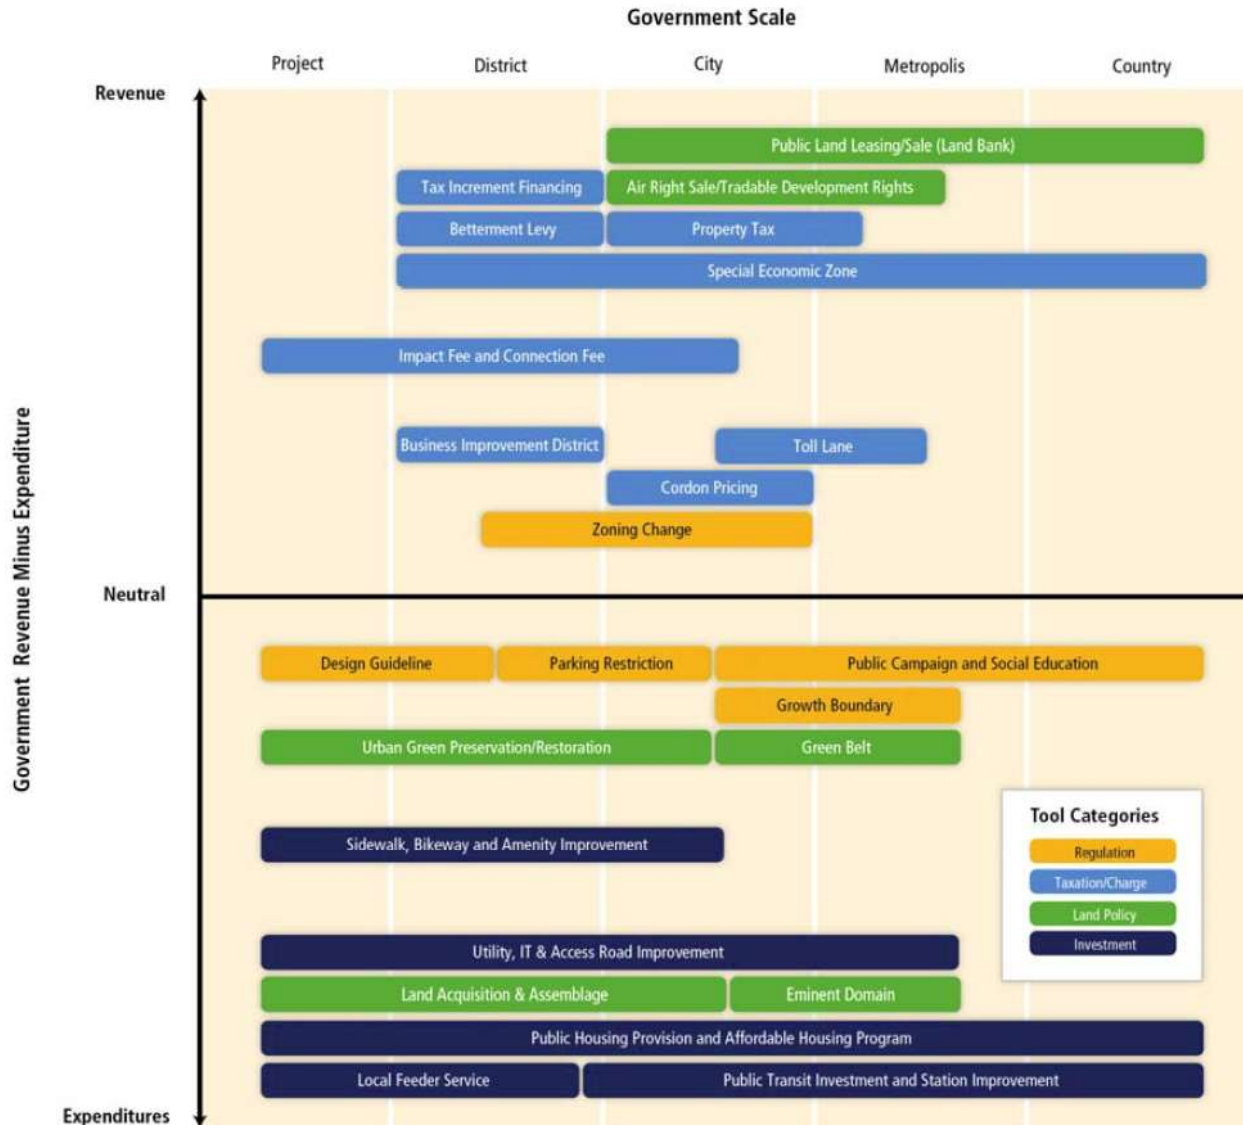 Government Scale
Project District City Metropolis Country
Revenue
Public Land Leasing/Sale (Land Bank)
Tax Increment Financing Air Right Sale/Tradable Development Rights
Betterment Levy Property Tax
Special Economic Zone
Impact Fee and Connection Fee
Business Improvement District Toll Lane
Cordon Pricing
Zoning Change
Government Revenue Minus Expenditure
Neutral
Design Guideline Parking Restriction Public Campaign and Social Education
Growth Boundary
Urban Green Preservation/Restoration Green Belt
Sidewalk, Bikeway and Amenity Improvement
Utility, IT & Access Road Improvement
Land Acquisition & Assemblage Eminent Domain
Public Housing Provision and Affordable Housing Program
Local Feeder Service Public Transit Investment and Station Improvement
Expenditures
Tool Categories
Regulation
Taxation/Charge
Land Policy
Investment